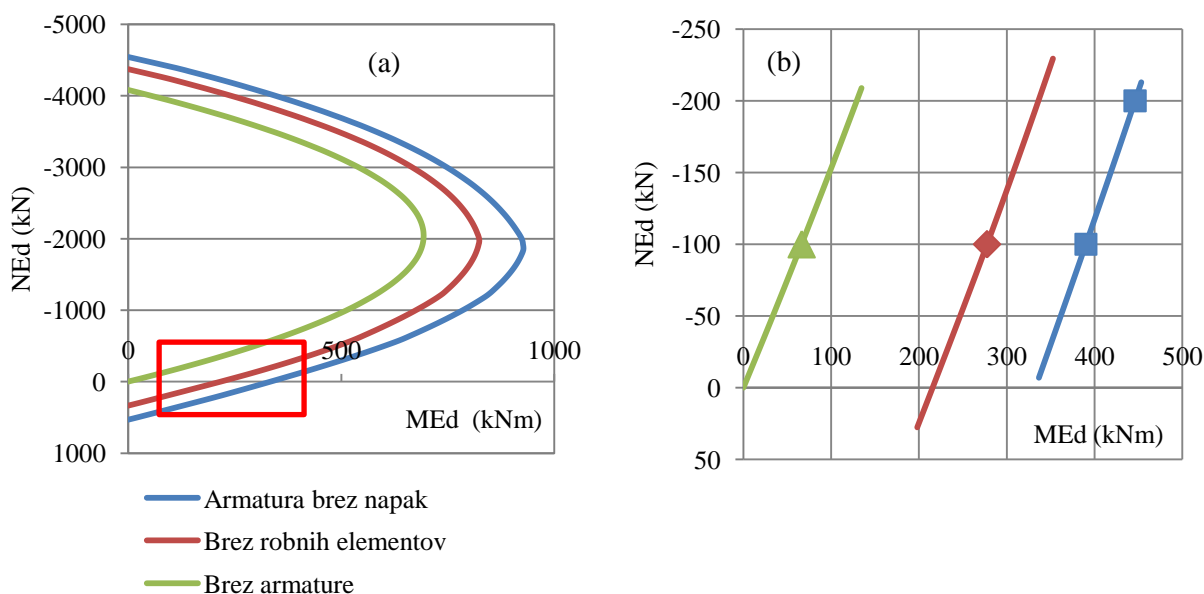 (a)
-5000
-4000
-3000
-2000
-1000
0
1000
0
500
1000
NEd (kN)
MEd (kNm)
Armatura brez napak
Brez robnih elementov
Brez armature
(b)
-250
-200
-150
-100
-50
0
50
0
100
200
300
400
500
NEd (kN)
MEd (kNm)